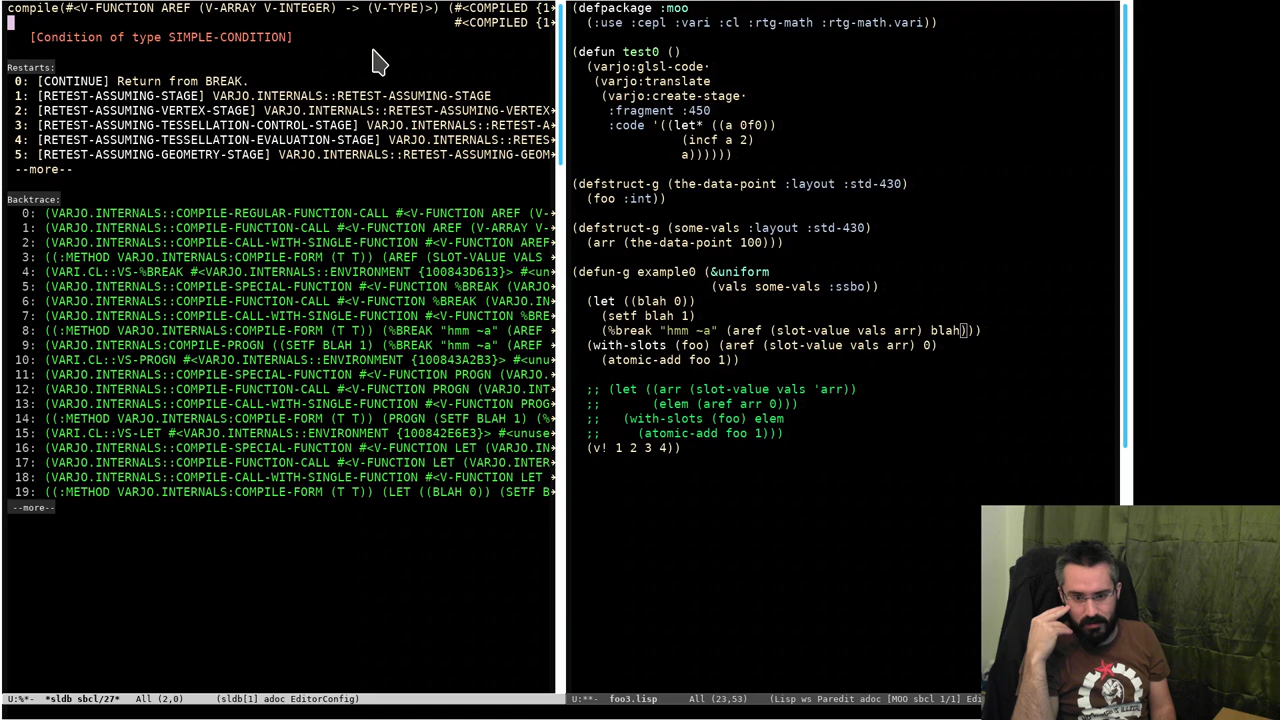 compile(#<V-FUNCTION AREF (V-ARRAY V-INTEGER) -> (V-TYPE)>) (#<COMPILED {1
#<COMPILED {1
[Condition of type SIMPLE-CONDITION]
Restarts:
0: [CONTINUE] Return from BREAK.
1: [RETEST-ASSUMING-STAGE] VARJO.INTERNALS::RETEST-ASSUMING-STAGE
2: [RETEST-ASSUMING-VERTEX-STAGE] VARJO.INTERNALS::RETEST-ASSUMING-VERTEX
3: [RETEST-ASSUMING-TESSELLATION-CONTROL-STAGE] VARJO.INTERNALS::RETEST-A
4: [RETEST-ASSUMING-TESSELLATION-EVALUATION-STAGE] VARJO.INTERNALS::RETES
5: [RETEST-ASSUMING-GEOMETRY-STAGE] VARJO.INTERNALS::RETEST-ASSUMING-GEOM
--more--
Backtrace:
0: (VARJO.INTERNALS::COMPILE-REGULAR-FUNCTION-CALL #<V-FUNCTION AREF (V-
1: (VARJO.INTERNALS::COMPILE-FUNCTION-CALL #<V-FUNCTION AREF (V-ARRAY V-
2: (VARJO.INTERNALS::COMPILE-CALL-WITH-SINGLE-FUNCTION #<V-FUNCTION AREF
3: ((:METHOD VARJO.INTERNALS:COMPILE-FORM (T T)) (AREF (SLOT-VALUE VALS
4: (VARI.CL::VS-%BREAK #<VARJO.INTERNALS::ENVIRONMENT {100843D613}> #<un
5: (VARJO.INTERNALS::COMPILE-SPECIAL-FUNCTION #<V-FUNCTION %BREAK (VARJO
6: (VARJO.INTERNALS::COMPILE-FUNCTION-CALL #<V-FUNCTION %BREAK (VARJO.IN
7: (VARJO.INTERNALS::COMPILE-CALL-WITH-SINGLE-FUNCTION #<V-FUNCTION %BRE
8: ((:METHOD VARJO.INTERNALS:COMPILE-FORM (T T)) (%BREAK "hmm ~a" (AREF
9: (VARJO.INTERNALS:COMPILE-PROGN ((SETF BLAH 1) (%BREAK "hmm ~a" (AREF
10: (VARI.CL::VS-PROGN #<VARJO.INTERNALS::ENVIRONMENT {100843A2B3}> #<unu
11: (VARJO.INTERNALS::COMPILE-SPECIAL-FUNCTION #<V-FUNCTION PROGN (VARJO.
12: (VARJO.INTERNALS::COMPILE-FUNCTION-CALL #<V-FUNCTION PROGN (VARJO.INT
13: (VARJO.INTERNALS::COMPILE-CALL-WITH-SINGLE-FUNCTION #<V-FUNCTION PROG
14: ((:METHOD VARJO.INTERNALS:COMPILE-FORM (T T)) (PROGN (SETF BLAH 1) (%
15: (VARI.CL::VS-LET #<VARJO.INTERNALS::ENVIRONMENT {100842E6E3}> #<unuse
16: (VARJO.INTERNALS::COMPILE-SPECIAL-FUNCTION #<V-FUNCTION LET (VARJO.IN
17: (VARJO.INTERNALS::COMPILE-FUNCTION-CALL #<V-FUNCTION LET (VARJO.INTER
18: (VARJO.INTERNALS::COMPILE-CALL-WITH-SINGLE-FUNCTION #<V-FUNCTION LET
19: ((:METHOD VARJO.INTERNALS:COMPILE-FORM (T T)) (LET ((BLAH 0)) (SETF B
--more--
U:%*- *sldb sbcl/27* All (2,0) (sldb[1] adoc EditorConfig)
(defpackage :moo
(:use :cepl :vari :cl :rtg-math :rtg-math.vari))
(defun test0 ()
(varjo:glsl-code·
(varjo:translate
(varjo:create-stage·
:fragment :450
:code '((let* ((a 0f0))
(incf a 2)
a))))))
(defstruct-g (the-data-point :layout :std-430)
(foo :int))
(defstruct-g (some-vals :layout :std-430)
(arr (the-data-point 100)))
(defun-g example0 (&uniform
(vals some-vals :ssbo))
(let ((blah 0))
(setf blah 1)
(%break "hmm ~a" (aref (slot-value vals arr) blah)))
(with-slots (foo) (aref (slot-value vals arr) 0)
(atomic-add foo 1))
;; (let ((arr (slot-value vals 'arr))
;; (elem (aref arr 0)))
;; (with-slots (foo) elem
;; (atomic-add foo 1)))
(v! 1 2 3 4))
U:**- foo3.lisp All (23,53) (Lisp ws Paredit adoc [MOO sbcl 1/1] Edi